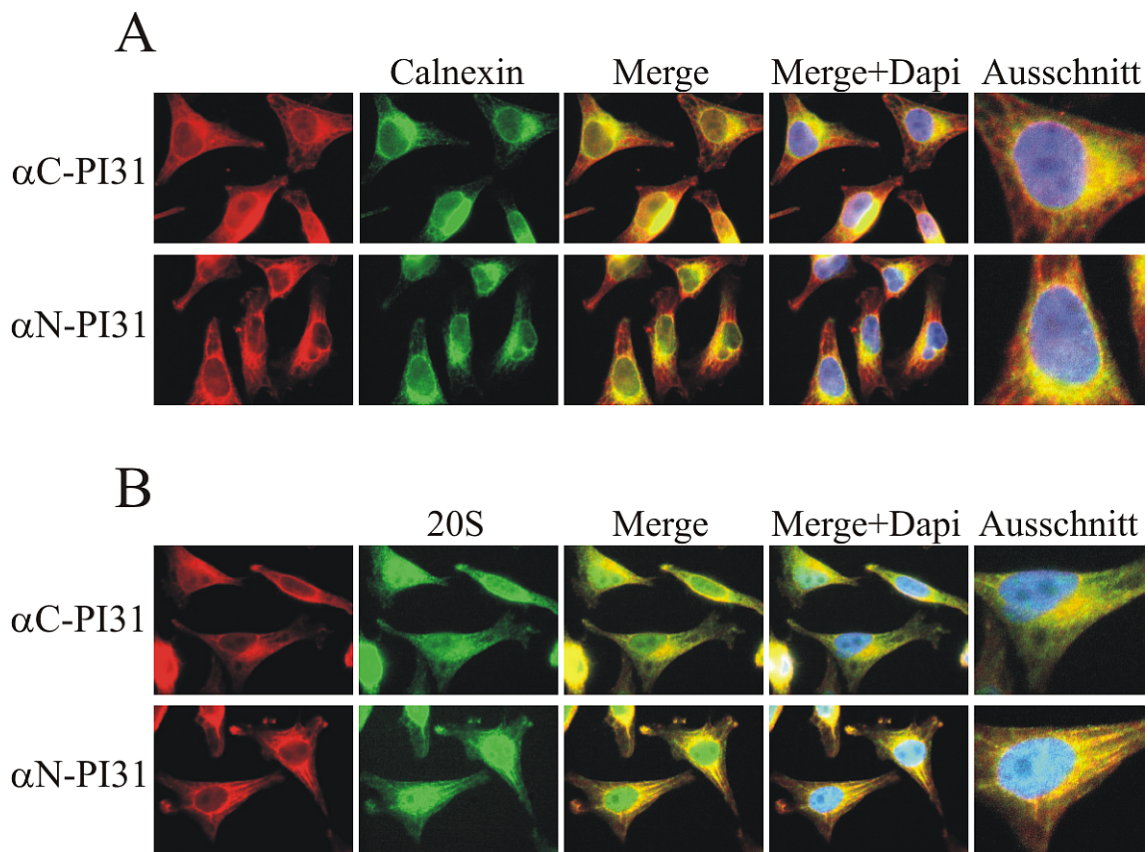 A
Calnexin Merge Merge+Dapi Ausschnitt
αC-PI31
αN-PI31
B
20S Merge Merge+Dapi Ausschnitt
αC-PI31
αN-PI31